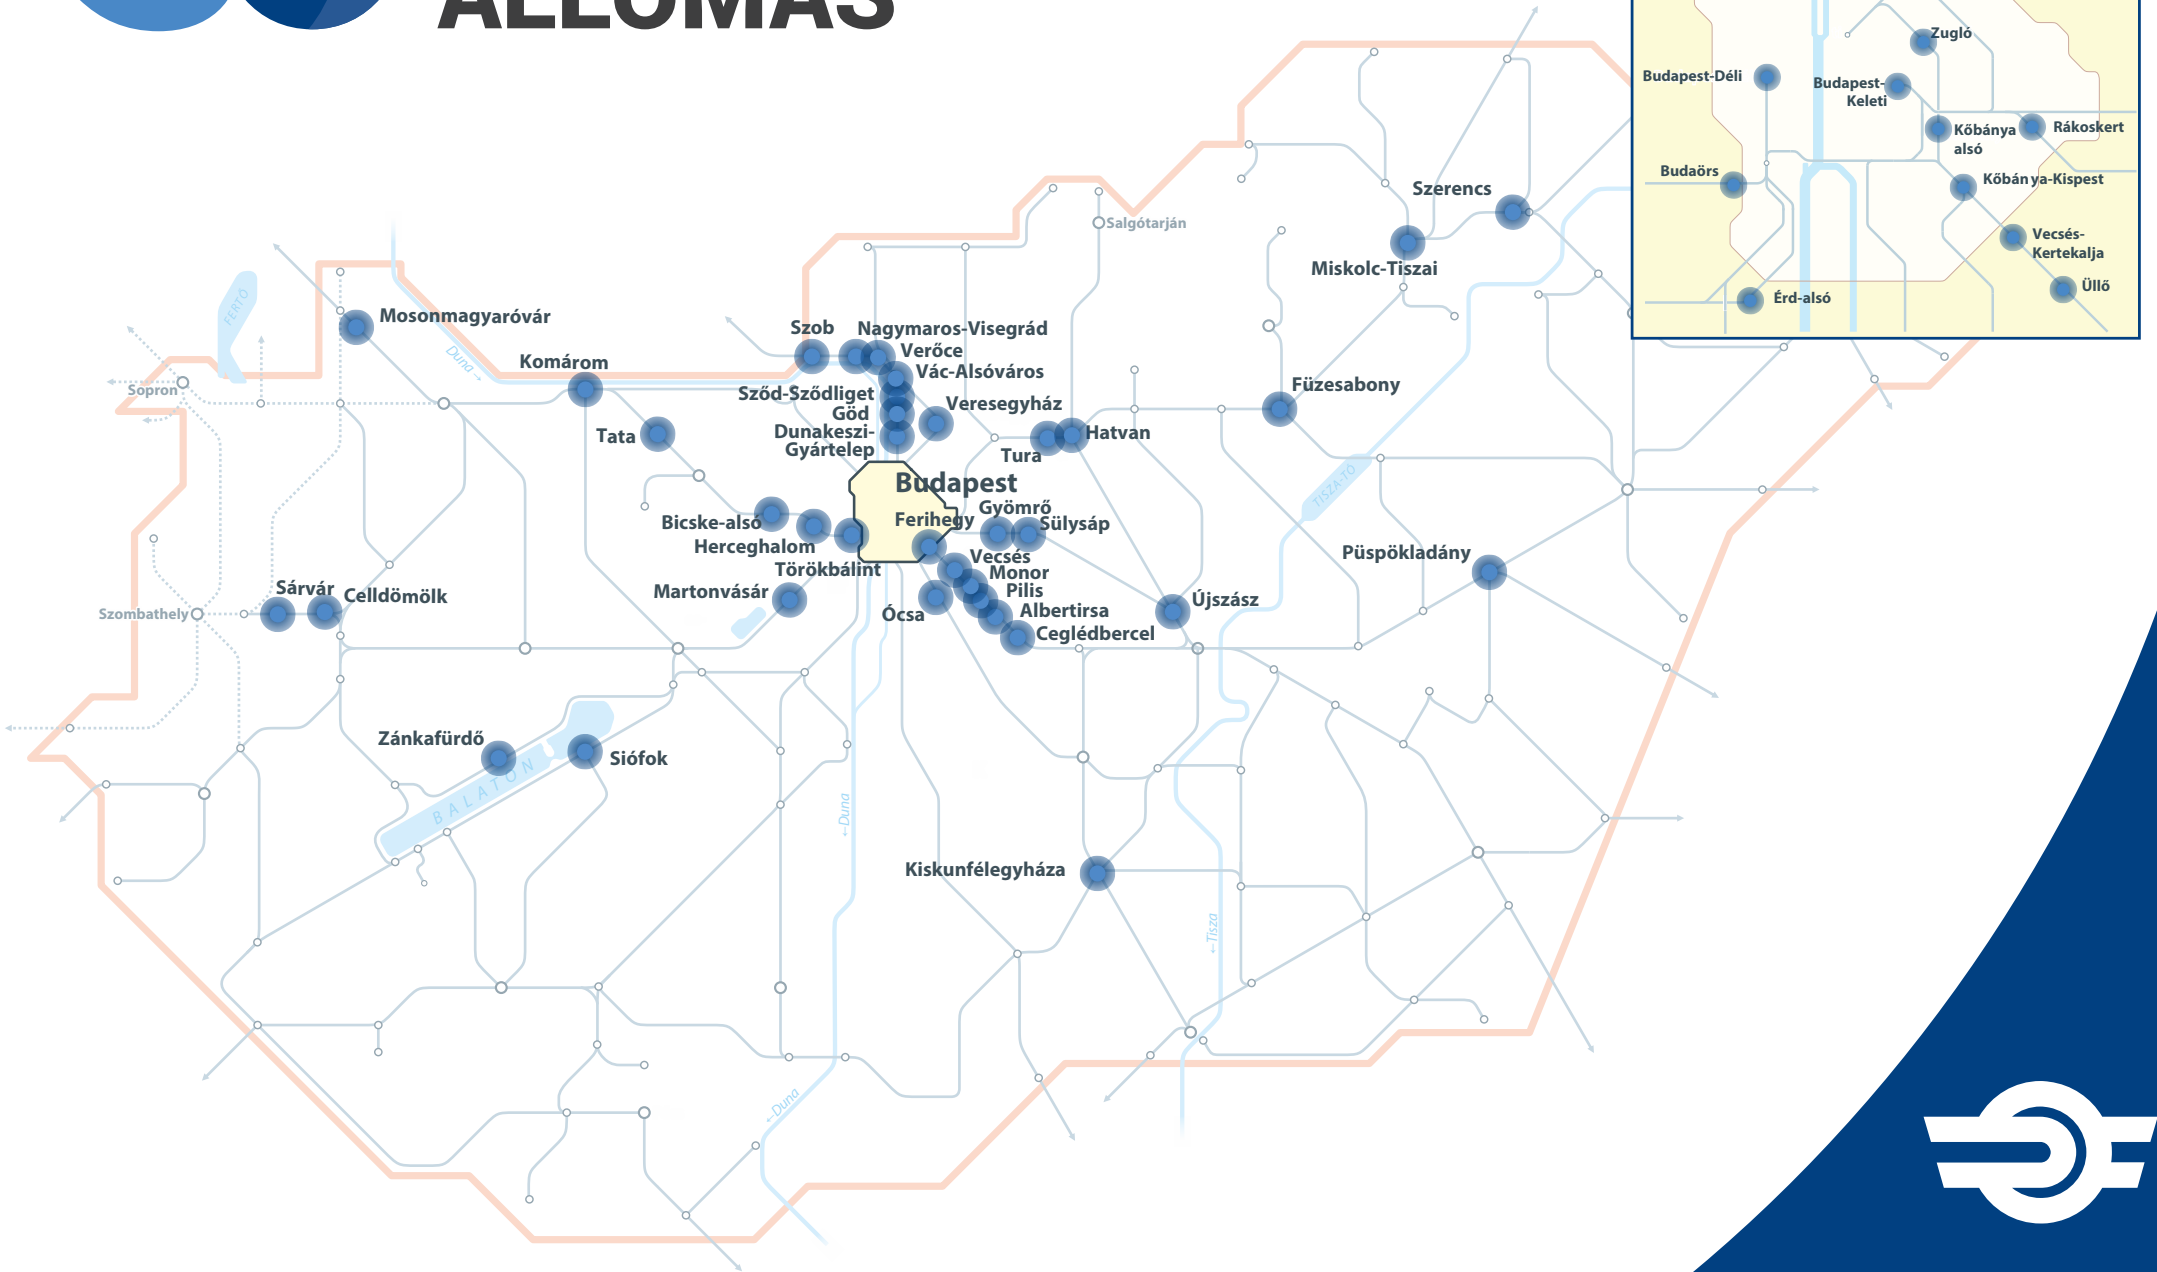 ÁLLOMÁS
Zugló
Budapest-Déli
Budapest-
Keleti
Kőbánya
alsó
Rákoskert
Budaörs
Kőbánya-Kispest
Vecsés-
Kertekalja
Üllő
Érd-alsó
Szerencs
Salgótarján
Miskolc-Tiszai
FERTŐ
Mosonmagyaróvár
Szob
Nagymaros-Visegrád
Verőce
Vác-Alsóváros
Duna→
Komárom
Sopron
Sződ-Sződliget
Göd
Veresegyház
Füzesabony
Dunakeszi-
Gyártelep
Tata
Hatvan
Tura
TISZA-TÓ
Budapest
Gyömrő
Ferihegy
Sülysáp
Bicske-alsó
Herceghalom
Törökbálint
Vecsés
Monor
Pilis
Albertirsa
Ceglédbercel
Püspökladány
Martonvásár
Ócsa
Újszász
Sárvár
Celldömölk
Szombathely
Zánkafürdő
Siófok
BALATON
←Duna
Kiskunfélegyháza
←Tisza
←Duna